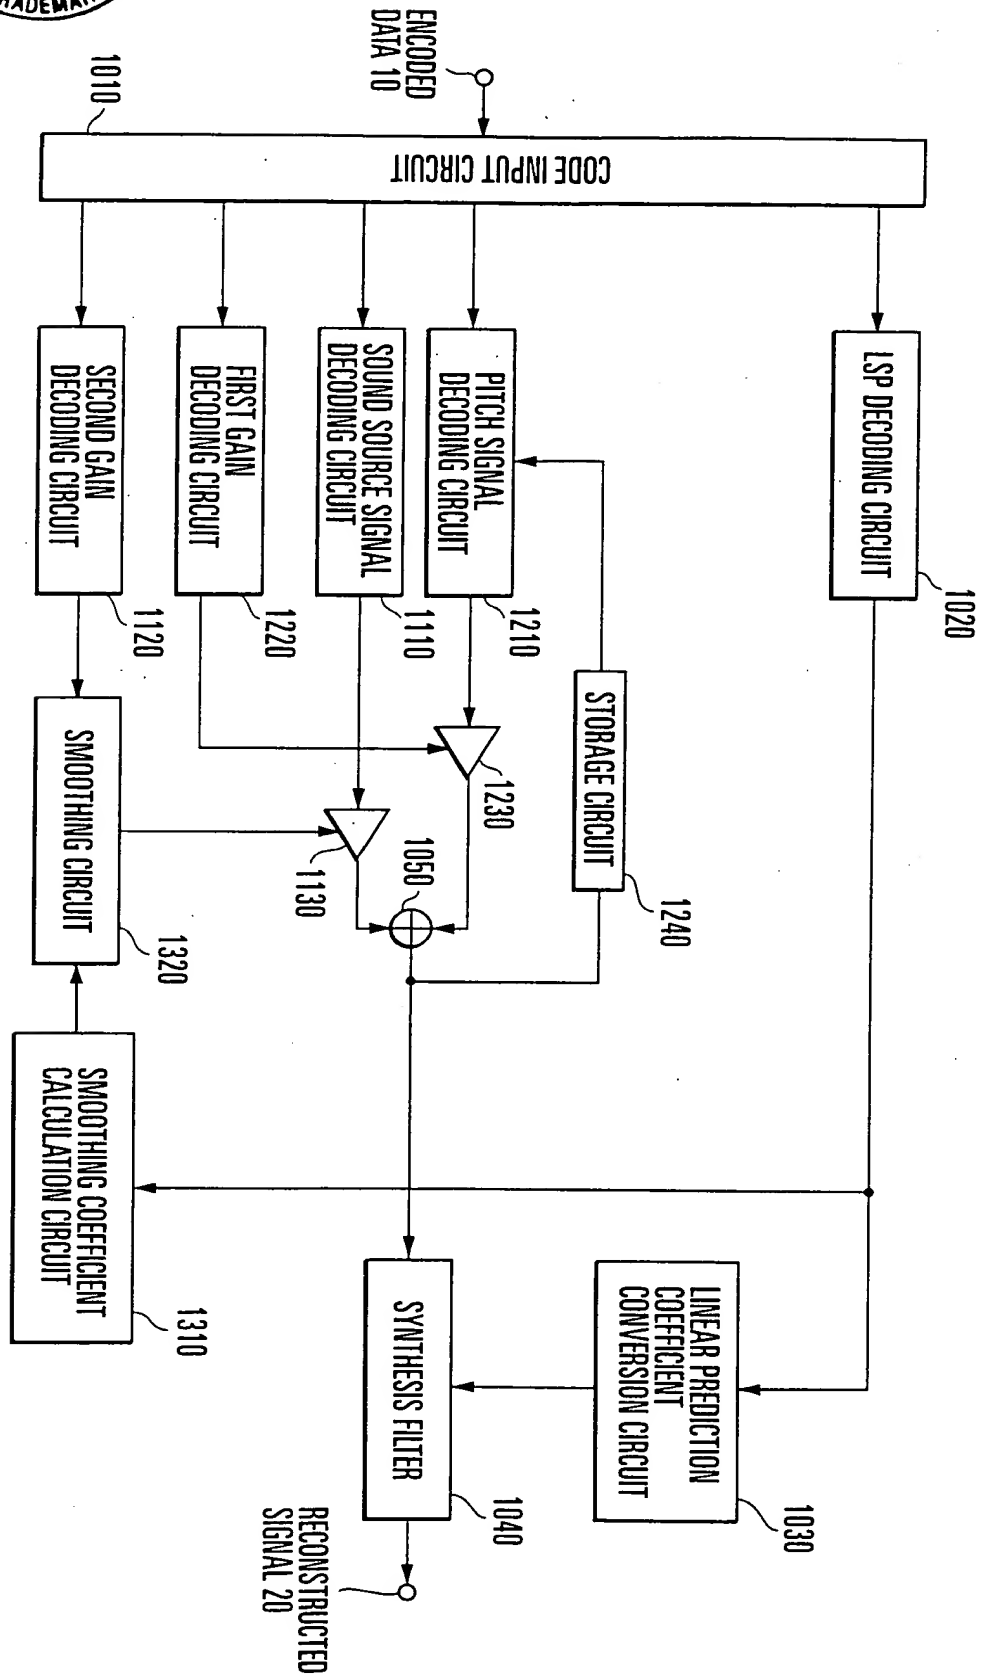 ENCODED
DATA 10
1010
CODE INPUT CIRCUIT
LSP DECODING CIRCUIT
1020
PITCH SIGNAL
DECODING CIRCUIT
1210
SOUND SOURCE SIGNAL
DECODING CIRCUIT
1110
FIRST GAIN
DECODING CIRCUIT
1220
SECOND GAIN
DECODING CIRCUIT
1120
STORAGE CIRCUIT
1240
1230
1130
1050
SMOOTHING CIRCUIT
1320
SMOOTHING COEFFICIENT
CALCULATION CIRCUIT
1310
LINEAR PREDICTION
COEFFICIENT
CONVERSION CIRCUIT
1030
SYNTHESIS FILTER
1040
RECONSTRUCTED
SIGNAL 20